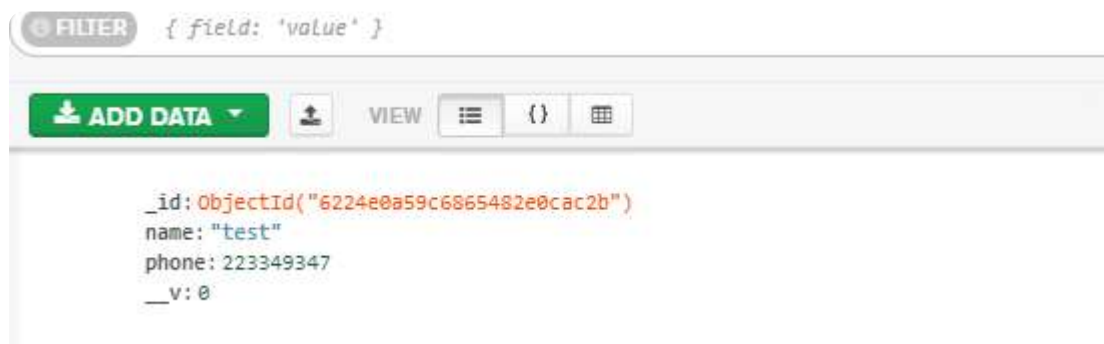 FILTER { field: 'value' }
ADD DATA VIEW {}
_id: ObjectId("6224e0a59c6865482e0cac2b")
name: "test"
phone: 223349347
__v: 0